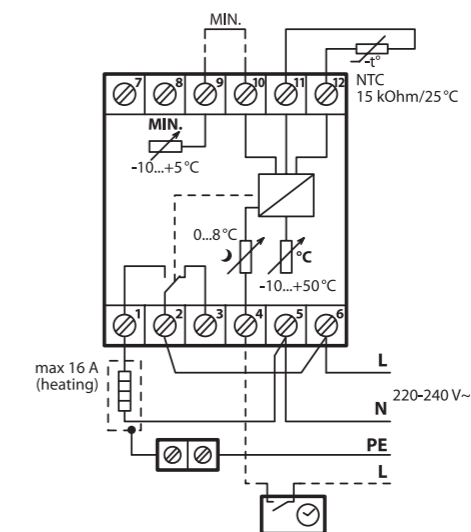 MIN.
-t°
NTC
15 kOhm/25°C
7 8 9 10 11 12
MIN.
-10...+5°C
0...8°C
°C
-10...+50°C
1 2 3 4 5 6
max 16 A
(heating)
L
220-240 V~
N
PE
L